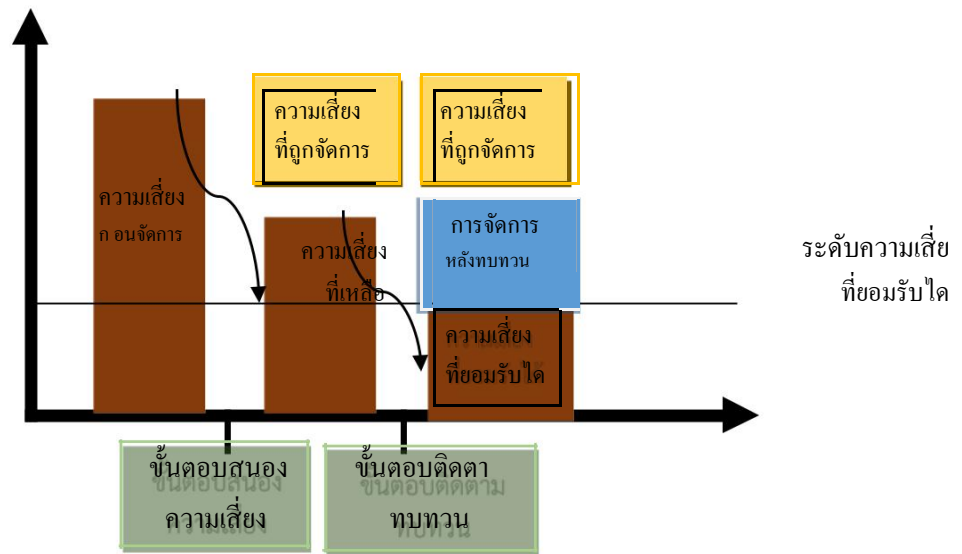 ความเสี่ยง
ที่ถูกจัดการ
ความเสี่ยง
ที่ถูกจัดการ
ความเสี่ยง
ก อนจัดการ
ความเสี่ยง
ที่เหลือ
การจัดการ
หลังทบทวน
ระดับความเสี่ย
ที่ยอมรับได
ความเสี่ยง
ที่ยอมรับได
ขั้นตอบสนอง
ความเสี่ยง
ขั้นตอบติดตา
ทบทวน